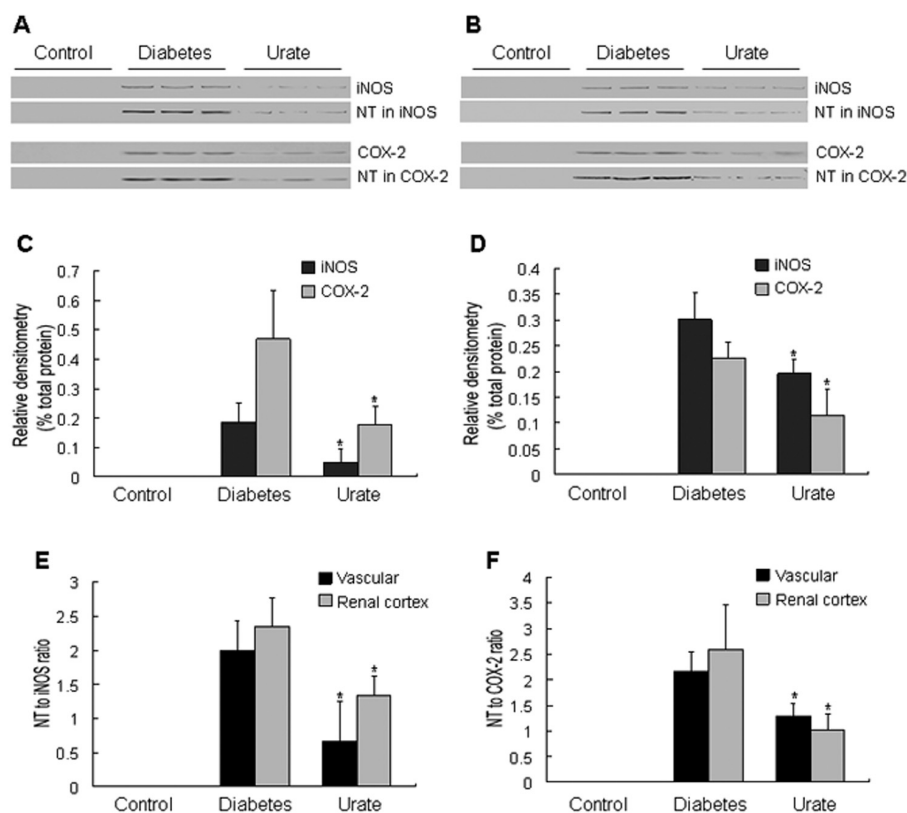 A
Control Diabetes Urate
iNOS
NT in iNOS
COX-2
NT in COX-2
B
Control Diabetes Urate
iNOS
NT in iNOS
COX-2
NT in COX-2
C
iNOS
COX-2
Relative densitometry
(% total protein)
0.7
0.6
0.5
0.4
0.3
0.2
0.1
0
* *
Control Diabetes Urate
D
iNOS
COX-2
Relative densitometry
(% total protein)
0.4
0.35
0.3
0.25
0.2
0.15
0.1
0.05
0
* *
Control Diabetes Urate
E
Vascular
Renal cortex
NT to iNOS ratio
3
2.5
2
1.5
1
0.5
0
* *
Control Diabetes Urate
F
Vascular
Renal cortex
NT to COX-2 ratio
4
3.5
3
2.5
2
1.5
1
0.5
0
* *
Control Diabetes Urate